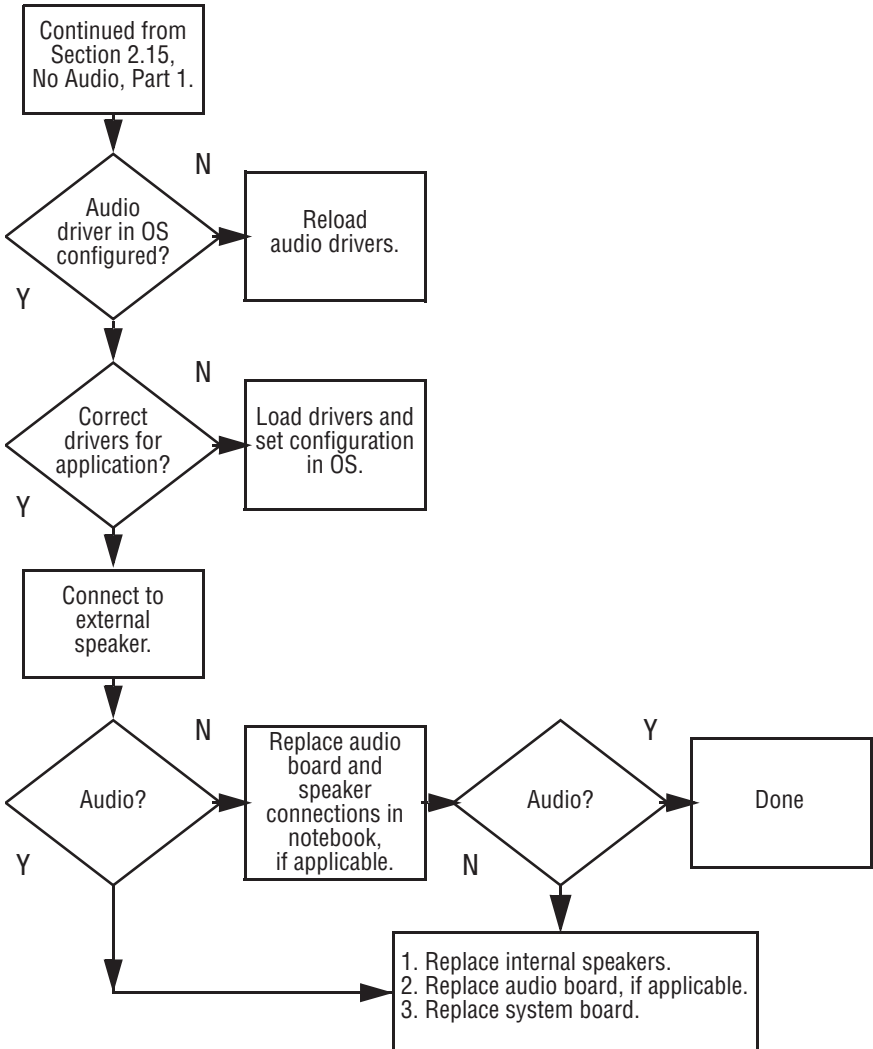 Continued from
Section 2.15,
No Audio, Part 1.
N
Audio
driver in OS
configured?
Reload
audio drivers.
Y
N
Correct
drivers for
application?
Load drivers and
set configuration
in OS.
Y
Connect to
external
speaker.
N
Audio?
Y
Replace audio
board and
speaker
connections in
notebook,
if applicable.
Y
Audio?
N
Done
1. Replace internal speakers.
2. Replace audio board, if applicable.
3. Replace system board.